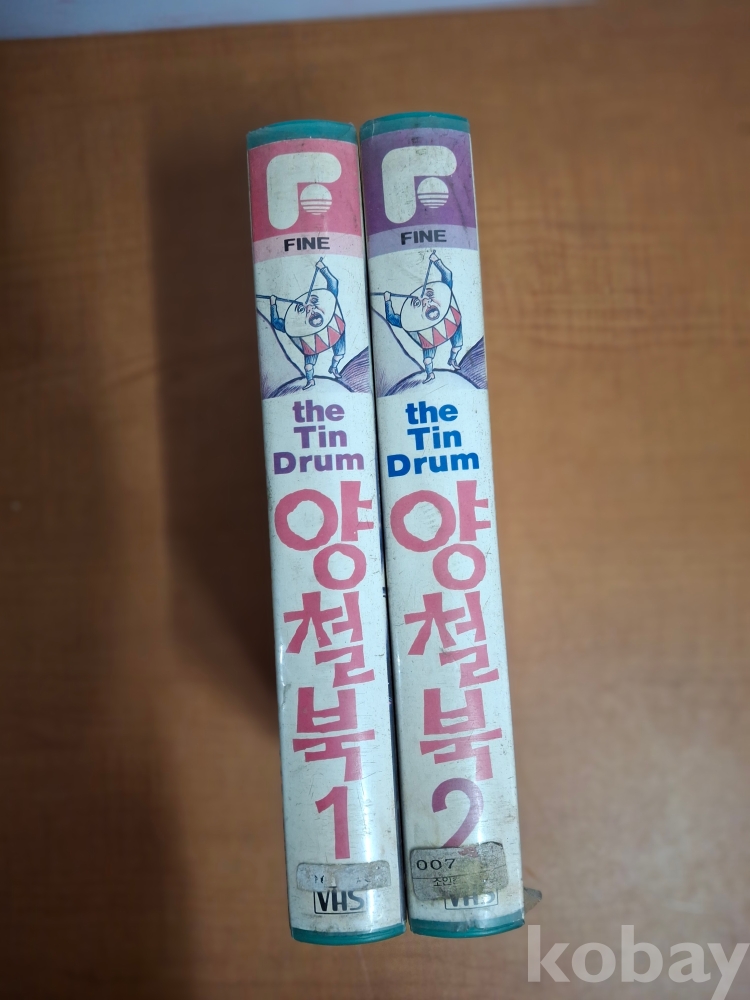 FINE
the
Tin
Drum
양철북
1
VHS
FINE
the
Tin
Drum
양철북
2
007
VHS
kobay